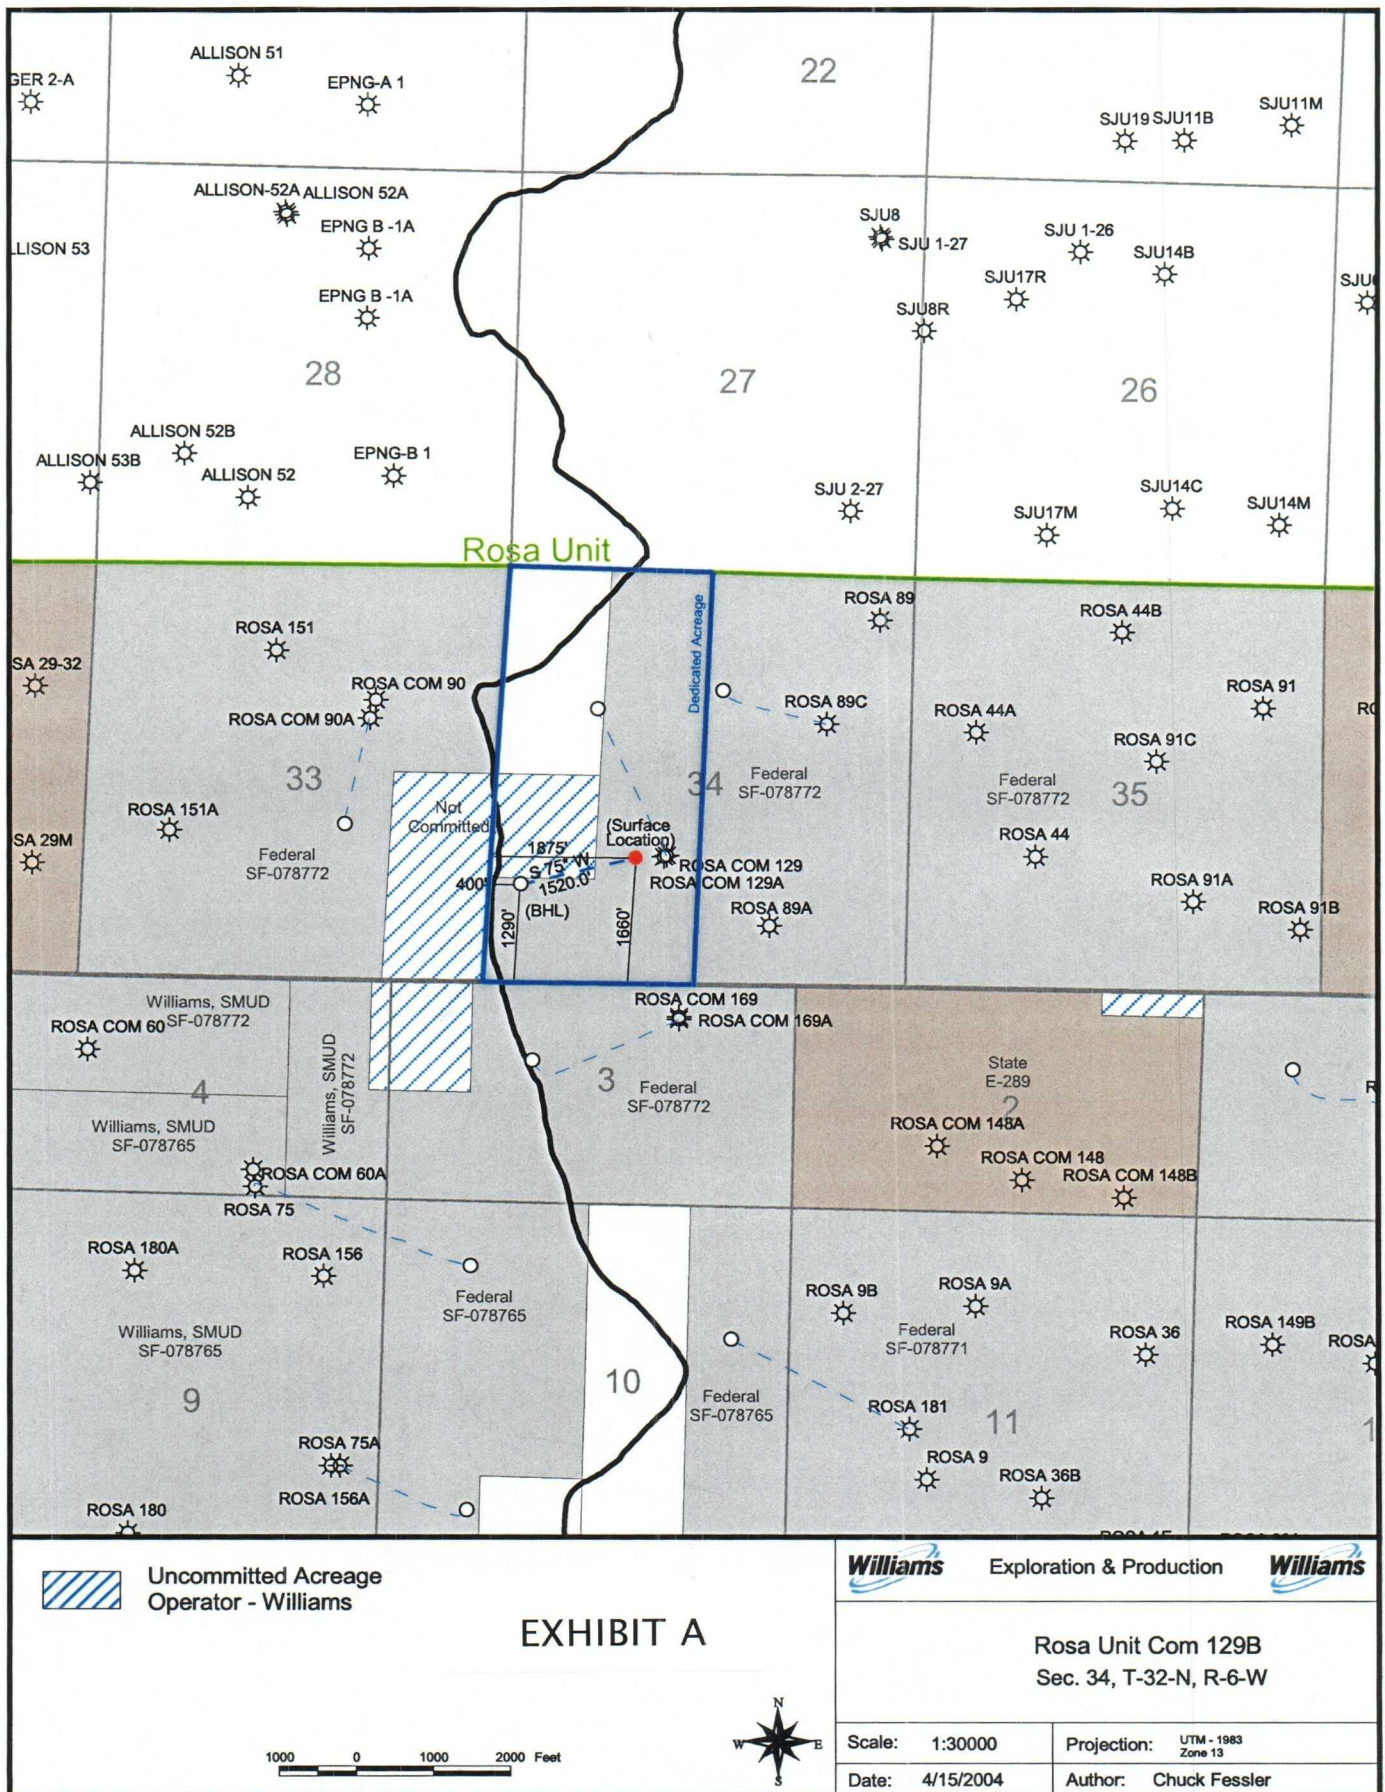 ALLISON 51
GER 2-A
EPNG-A 1
22
SJU19 SJU11B
SJU11M
ALLISON-52A ALLISON 52A
EPNG B -1A
LLISON 53
EPNG B -1A
SJU8
SJU 1-27
SJU 1-26
SJU14B
SJU17R
SJU8R
28
27
26
ALLISON 52B
ALLISON 53B
ALLISON 52
EPNG-B 1
SJU 2-27
SJU17M
SJU14C
SJU14M
Rosa Unit
Dedicated Acreage
ROSA 151
ROSA 89
ROSA 44B
SA 29-32
ROSA COM 90
ROSA COM 90A
ROSA 89C
ROSA 44A
ROSA 91
ROSA 91C
33
34
35
Federal
SF-078772
Federal
SF-078772
Not
Committed
ROSA 151A
SA 29M
Federal
SF-078772
(Surface
Location)
1875'
S 75° W
1520.0'
400'
(BHL)
1290'
1660'
ROSA COM 129
ROSA COM 129A
ROSA 89A
ROSA 44
ROSA 91A
ROSA 91B
Williams, SMUD
SF-078772
ROSA COM 60
4
Williams, SMUD
SF-078765
Williams, SMUD
SF-078772
ROSA COM 169
ROSA COM 169A
3
Federal
SF-078772
State
E-289
2
ROSA COM 148A
ROSA COM 148
ROSA COM 148B
ROSA COM 60A
ROSA 75
ROSA 180A
ROSA 156
Federal
SF-078765
Williams, SMUD
SF-078765
9
10
Federal
SF-078765
ROSA 9B
ROSA 9A
Federal
SF-078771
ROSA 36
ROSA 149B
ROSA
ROSA 181
11
ROSA 9
ROSA 36B
ROSA 75A
ROSA 156A
ROSA 180
Uncommitted Acreage
Operator - Williams
EXHIBIT A
1000 0 1000 2000 Feet
N
W E
S
Williams Exploration & Production Williams
Rosa Unit Com 129B
Sec. 34, T-32-N, R-6-W
Scale: 1:30000
Projection: UTM - 1983
Zone 13
Date: 4/15/2004
Author: Chuck Fessler